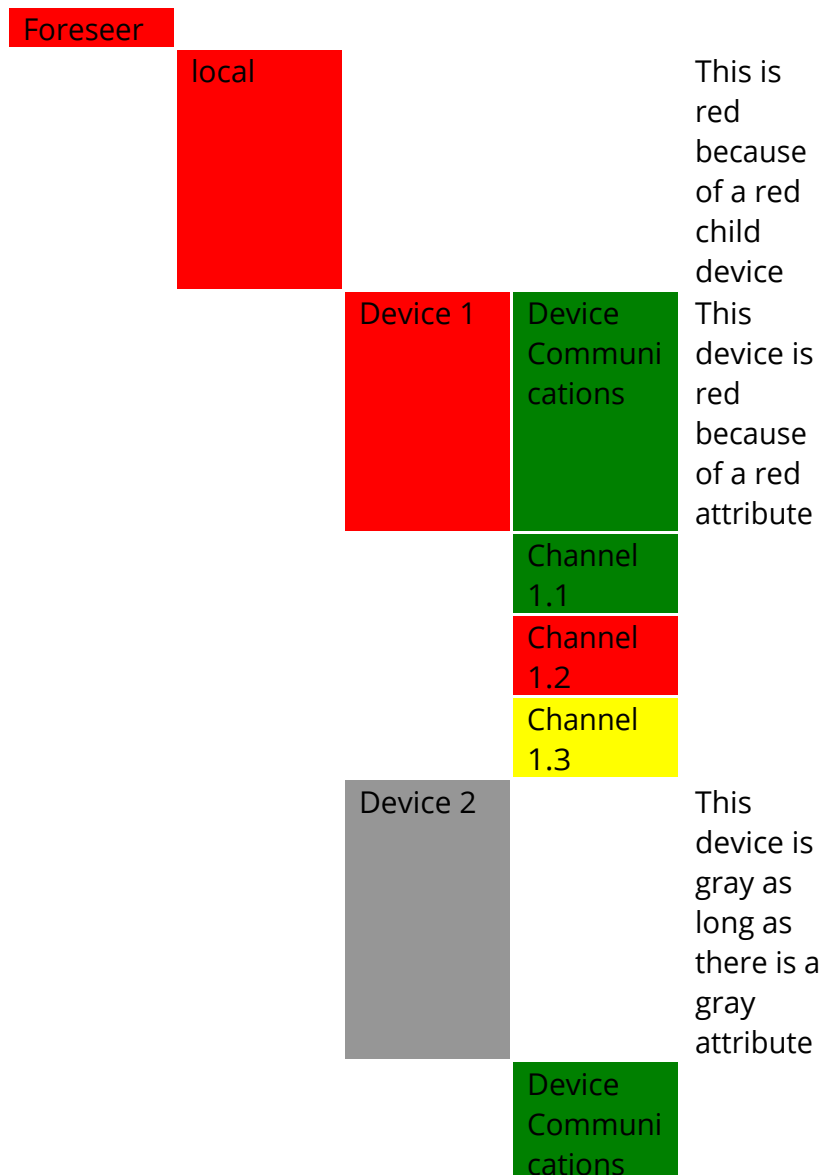 Foreseer
local
This is
red
because
of a red
child
device
Device 1
Device
Communi
cations
This
device is
red
because
of a red
attribute
Channel
1.1
Channel
1.2
Channel
1.3
Device 2
This
device is
gray as
long as
there is a
gray
attribute
Device
Communi
cations